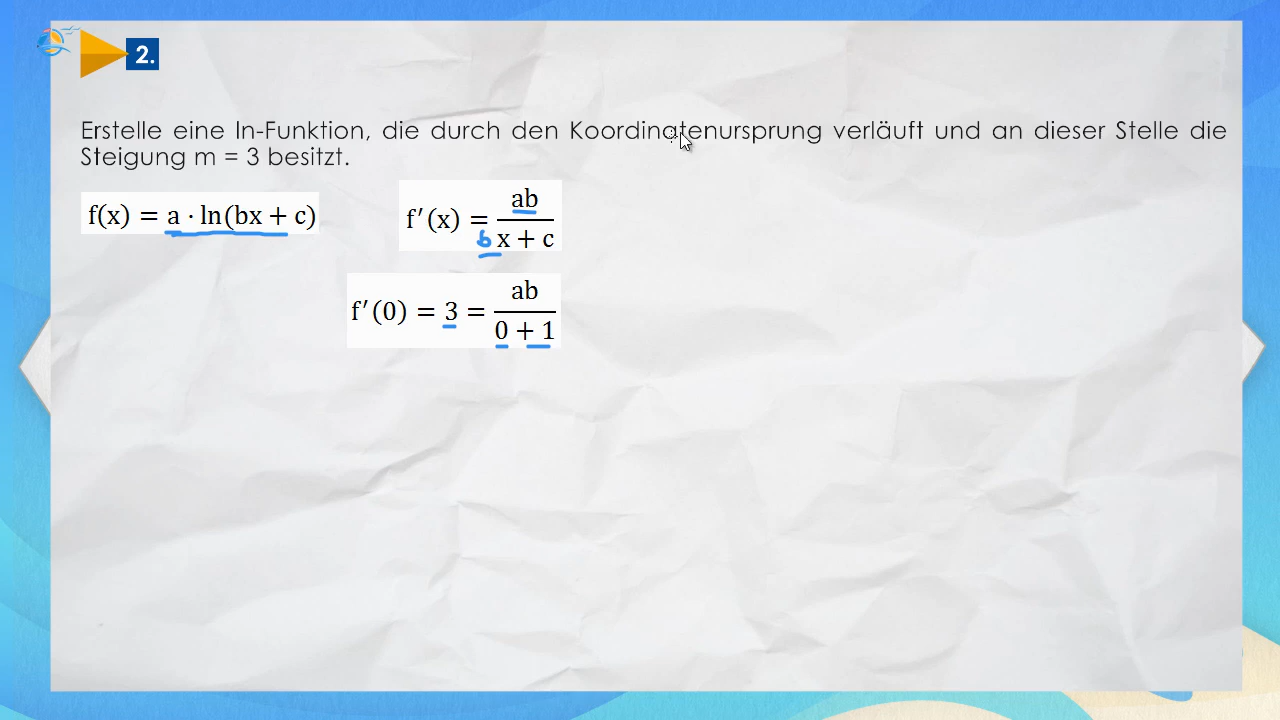 2.
Erstelle eine ln-Funktion, die durch den Koordinatenursprung verläuft und an dieser Stelle die
Steigung m = 3 besitzt.
f(x) = a · ln(bx + c)
f′(x) = ab / bx + c
f′(0) = 3 = ab / 0 + 1